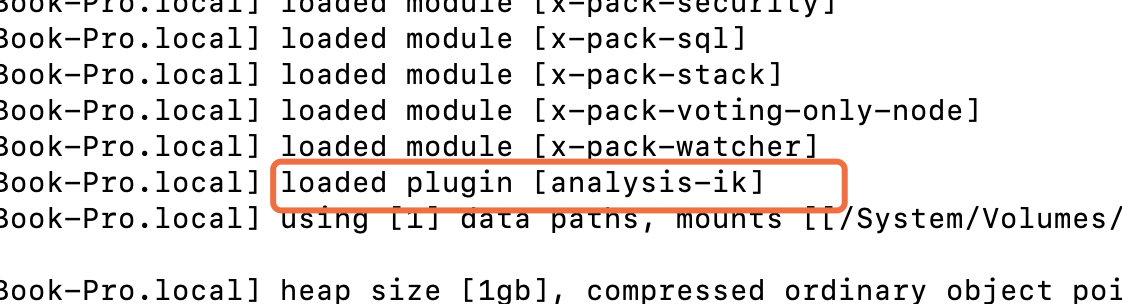 Book-Pro.local] loaded module [x-pack-security]
Book-Pro.local] loaded module [x-pack-sql]
Book-Pro.local] loaded module [x-pack-stack]
Book-Pro.local] loaded module [x-pack-voting-only-node]
Book-Pro.local] loaded module [x-pack-watcher]
Book-Pro.local] loaded plugin [analysis-ik]
Book-Pro.local] using [1] data paths, mounts [[/System/Volumes/
Book-Pro.local] heap size [1gb], compressed ordinary object poi